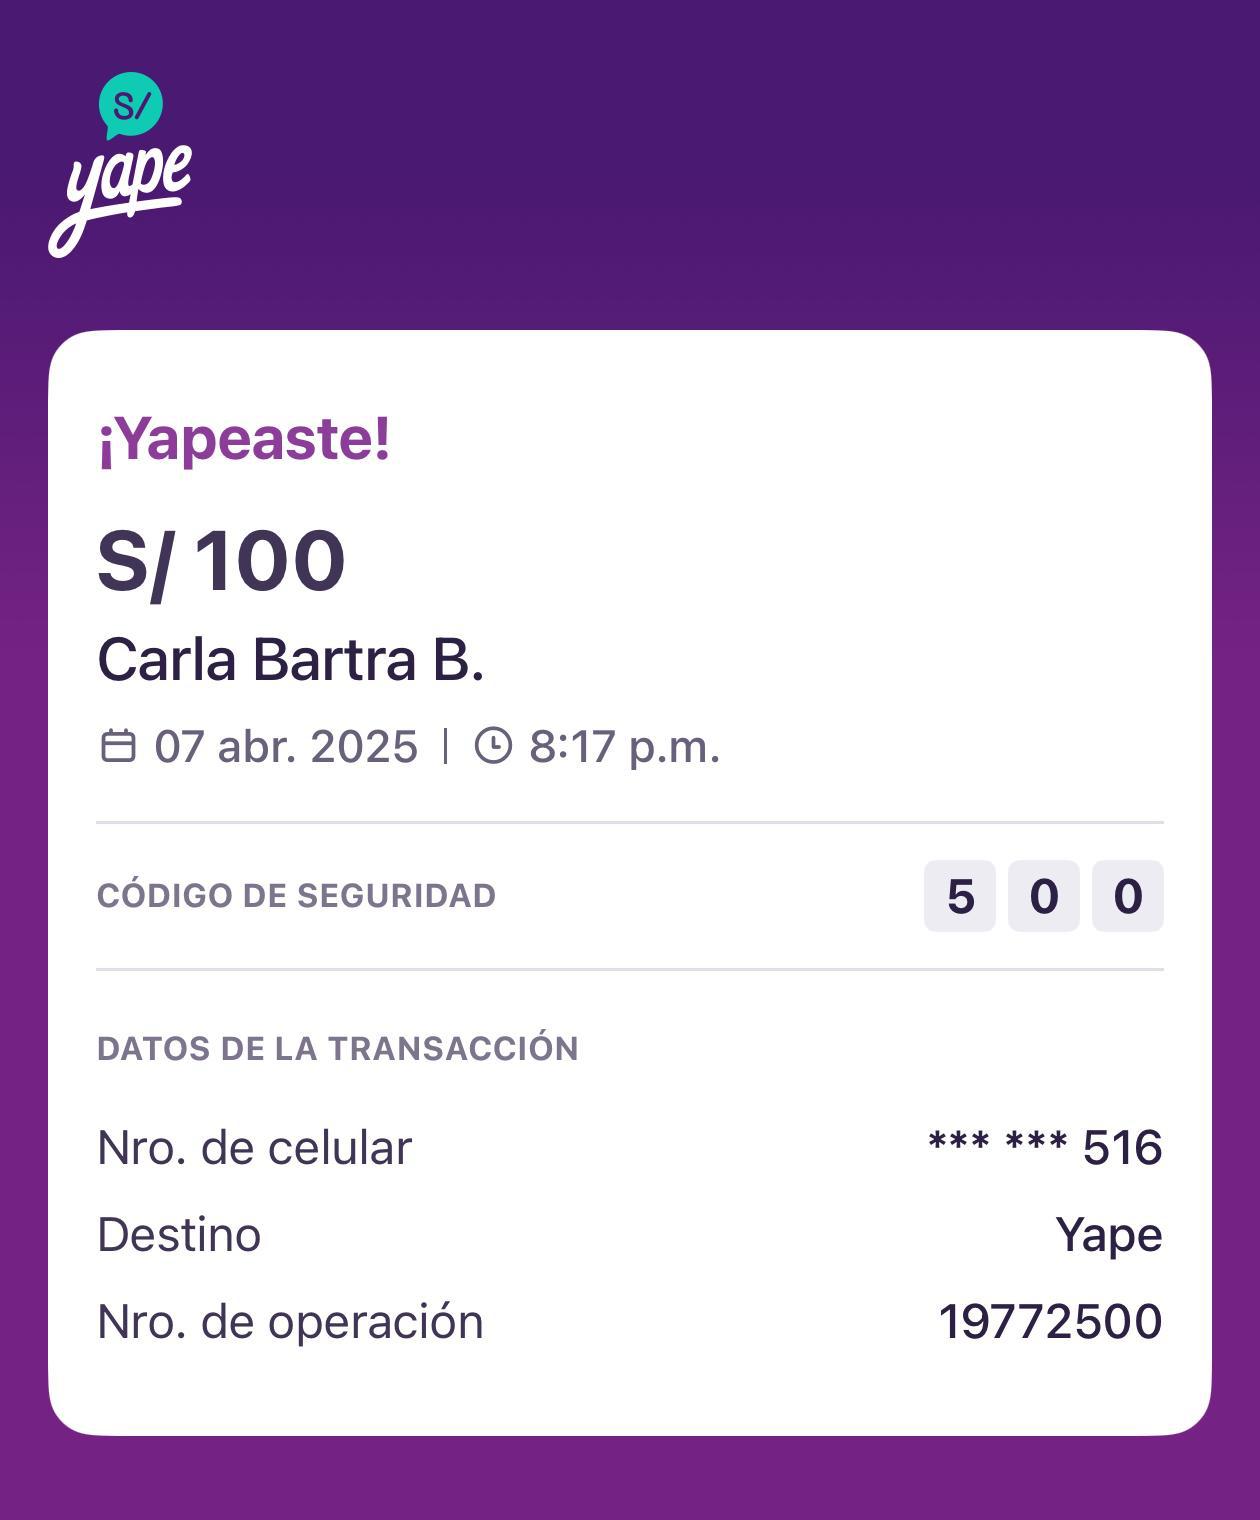 S/
yape
¡Yapeaste!
S/ 100
Carla Bartra B.
07 abr. 2025 | 8:17 p.m.
CÓDIGO DE SEGURIDAD 5 0 0
DATOS DE LA TRANSACCIÓN
Nro. de celular *** *** 516
Destino Yape
Nro. de operación 19772500